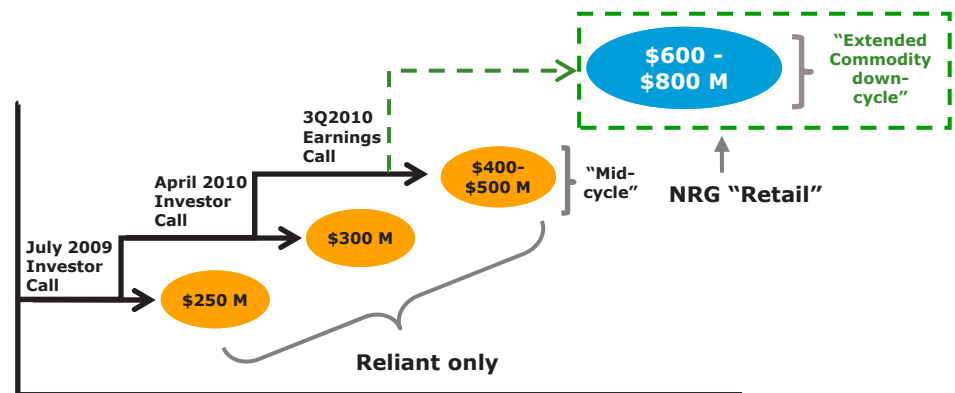 $600 -
$800 M
“Extended
Commodity
down-
cycle”
3Q2010
Earnings
Call
$400-
$500 M
“Mid-
cycle”
NRG “Retail”
April 2010
Investor
Call
$300 M
July 2009
Investor
Call
$250 M
Reliant only